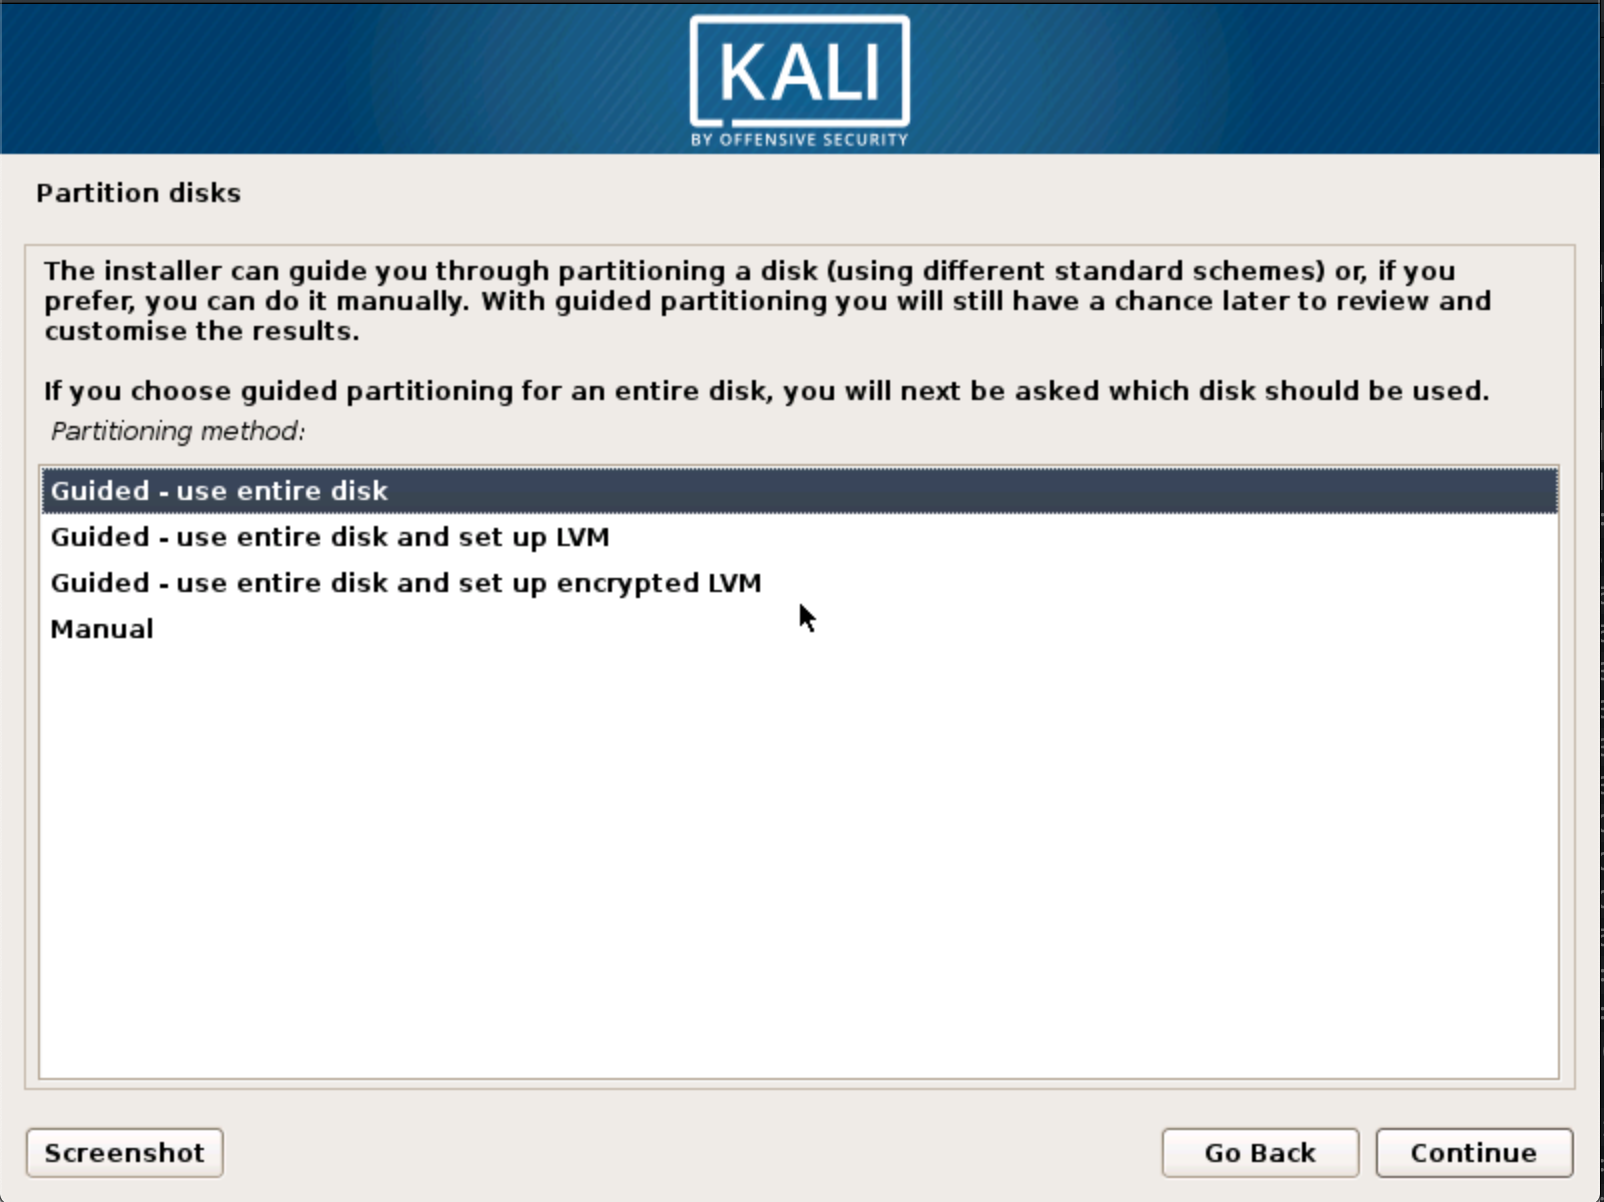 KALI
BY OFFENSIVE SECURITY
Partition disks
The installer can guide you through partitioning a disk (using different standard schemes) or, if you
prefer, you can do it manually. With guided partitioning you will still have a chance later to review and
customise the results.
If you choose guided partitioning for an entire disk, you will next be asked which disk should be used.
Partitioning method:
Guided - use entire disk
Guided - use entire disk and set up LVM
Guided - use entire disk and set up encrypted LVM
Manual
Screenshot
Go Back
Continue